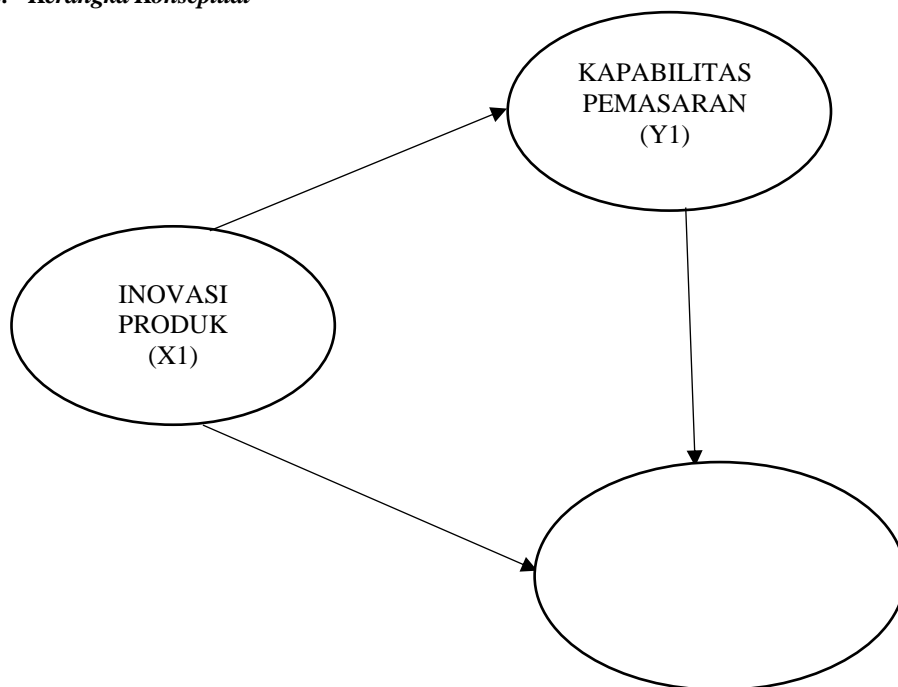 Kerangka Konseptual
KAPABILITAS
PEMASARAN
(Y1)
INOVASI
PRODUK
(X1)